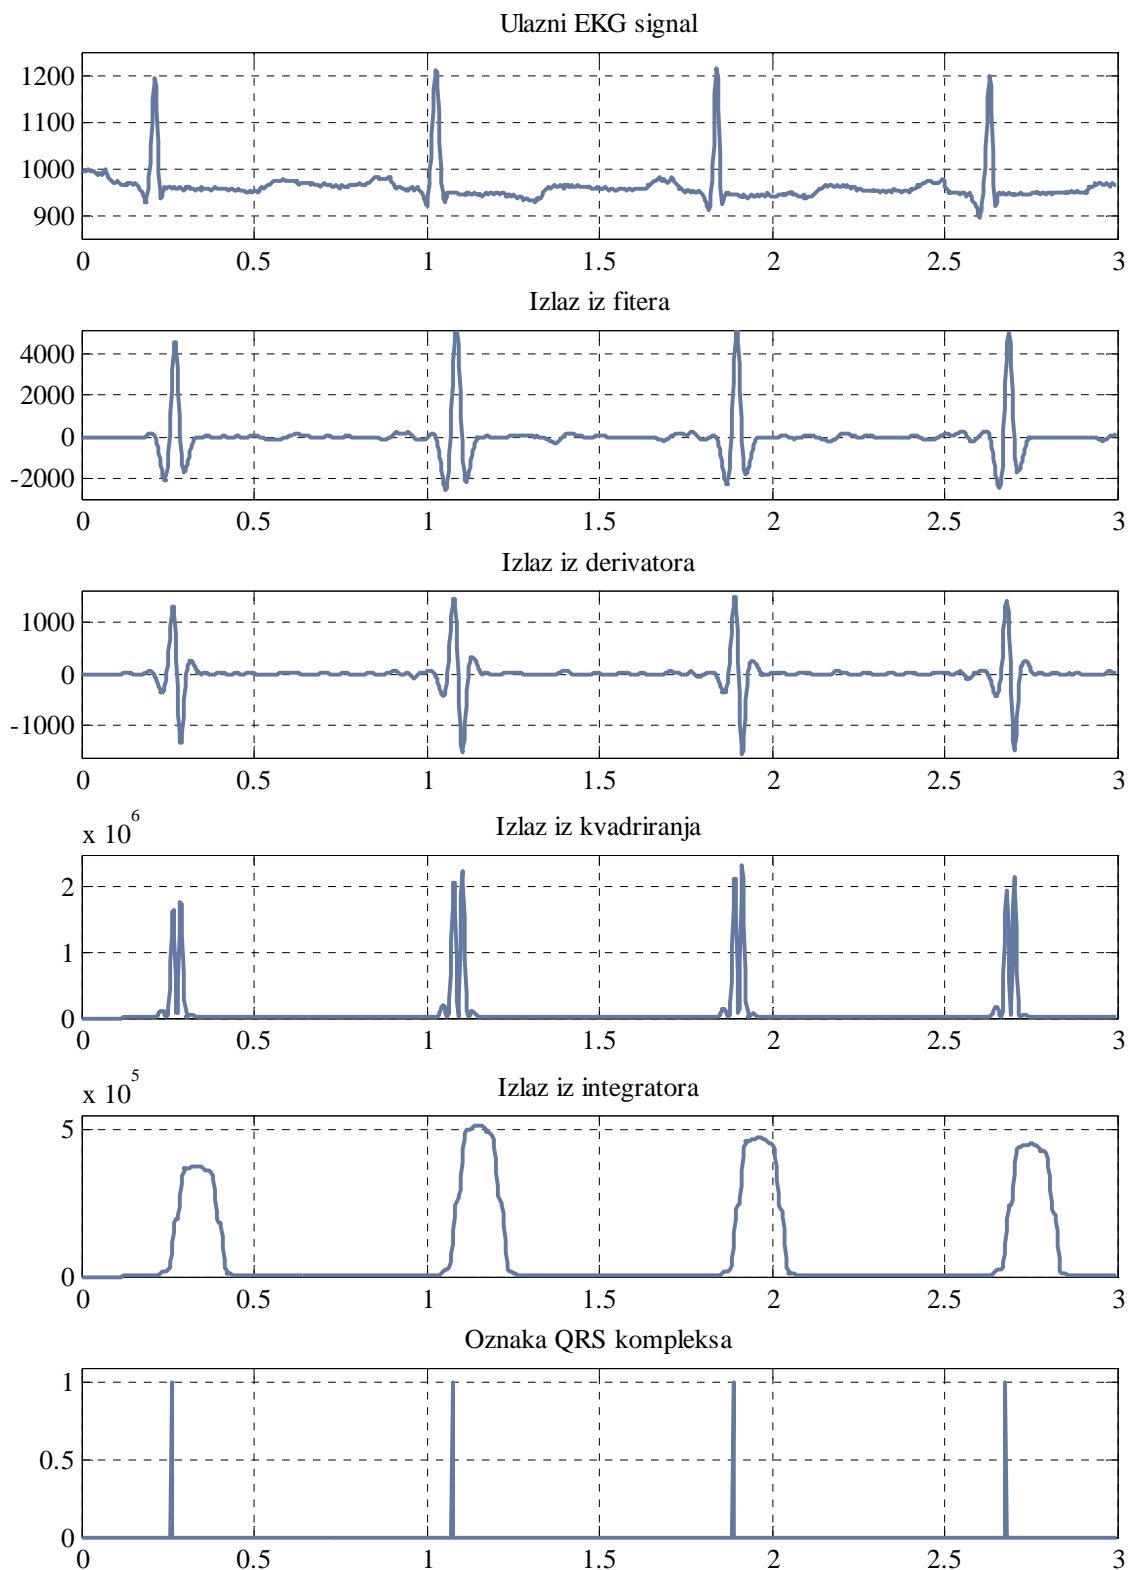 Ulazni EKG signal
1200
1100
1000
900
0 0.5 1 1.5 2 2.5 3
Izlaz iz fitera
4000
2000
0
-2000
0 0.5 1 1.5 2 2.5 3
Izlaz iz derivatora
1000
0
-1000
0 0.5 1 1.5 2 2.5 3
Izlaz iz kvadriranja
x 10^6
2
1
0
0 0.5 1 1.5 2 2.5 3
Izlaz iz integratora
x 10^5
5
0
0 0.5 1 1.5 2 2.5 3
Oznaka QRS kompleksa
1
0.5
0
0 0.5 1 1.5 2 2.5 3